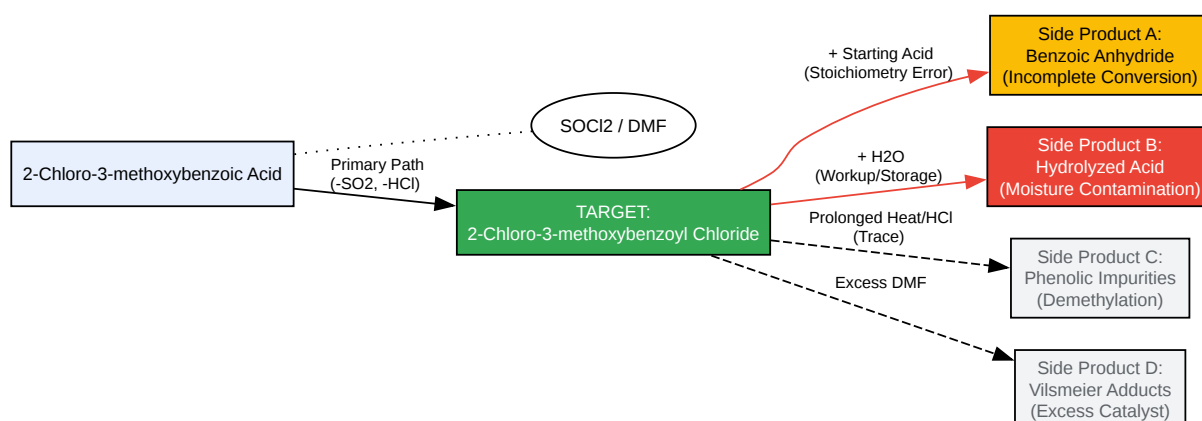 2-Chloro-3-methoxybenzoic Acid
SOCl2 / DMF
Primary Path
(-SO2, -HCl)
TARGET:
2-Chloro-3-methoxybenzoyl Chloride
+ Starting Acid
(Stoichiometry Error)
Side Product A:
Benzoic Anhydride
(Incomplete Conversion)
+ H2O
(Workup/Storage)
Side Product B:
Hydrolyzed Acid
(Moisture Contamination)
Prolonged Heat/HCl
(Trace)
Side Product C:
Phenolic Impurities
(Demethylation)
Excess DMF
Side Product D:
Vilsmeier Adducts
(Excess Catalyst)